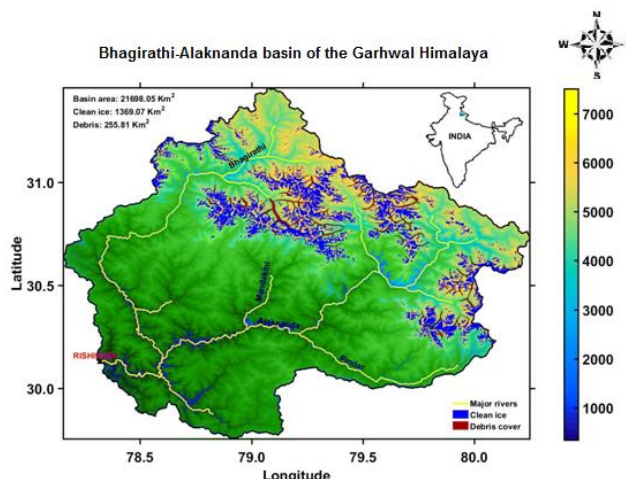 N
W E
S
Bhagirathi-Alaknanda basin of the Garhwal Himalaya
Basin area: 21698.05 Km²
Clean ice: 1369.07 Km²
Debris: 255.81 Km²
INDIA
7000
6000
5000
4000
3000
2000
1000
Bhagirathi
Mandakini
Alaknanda
Pindar
Latitude
31.0
30.5
30.0
Major rivers
Clean ice
Debris cover
78.5 79.0 79.5 80.0
Longitude